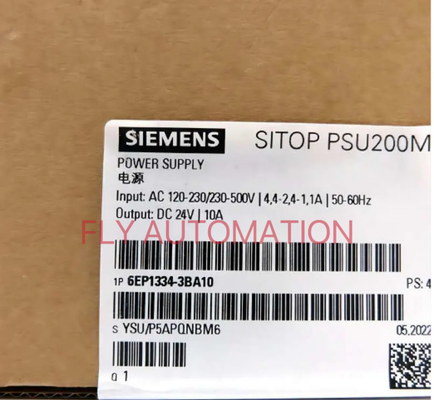 SIEMENS SITOP PSU200M
POWER SUPPLY
电源
Input: AC 120-230/230-500V | 4,4-2,4-1,1A | 50-60Hz
Output: DC 24V | 10A
FLY AUTOMATION
1P 6EP1334-3BA10 PS: 4
S YSU/P5APQNBM6 05.2022
Q 1